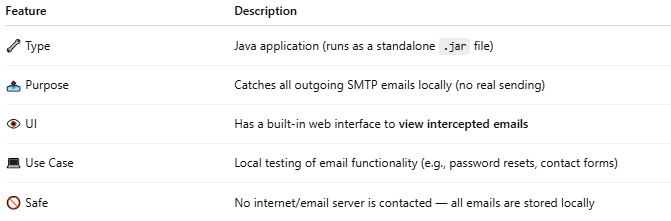 Feature Description
🔗 Type Java application (runs as a standalone .jar file)
📤 Purpose Catches all outgoing SMTP emails locally (no real sending)
👁 UI Has a built-in web interface to view intercepted emails
💻 Use Case Local testing of email functionality (e.g., password resets, contact forms)
🚫 Safe No internet/email server is contacted — all emails are stored locally